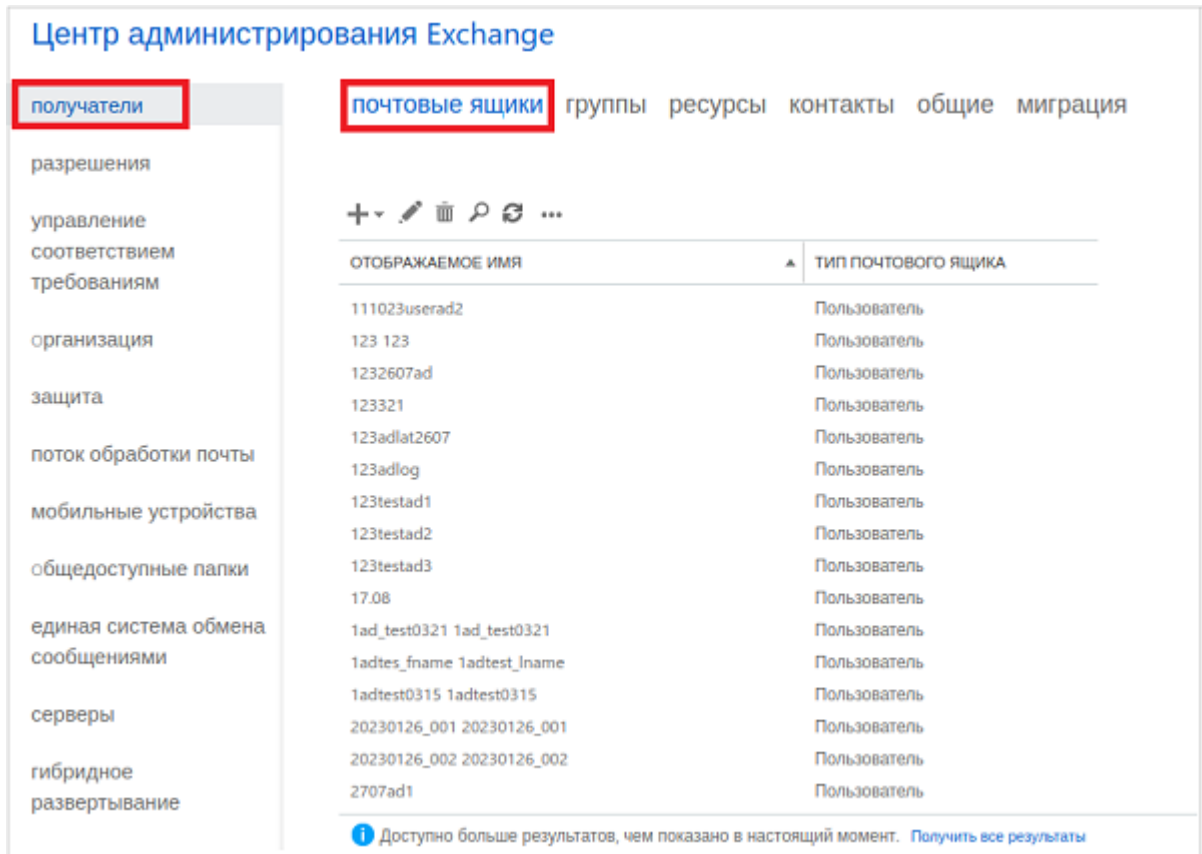 Центр администрирования Exchange
получатели
разрешения
управление
соответствием
требованиям
организация
защита
поток обработки почты
мобильные устройства
общедоступные папки
единая система обмена
сообщениями
серверы
гибридное
развертывание
почтовые ящики группы ресурсы контакты общие миграция
ОТОБРАЖАЕМОЕ ИМЯ ТИП ПОЧТОВОГО ЯЩИКА
111023userad2 Пользователь
123 123 Пользователь
1232607ad Пользователь
123321 Пользователь
123adlat2607 Пользователь
123adlog Пользователь
123testad1 Пользователь
123testad2 Пользователь
123testad3 Пользователь
17.08 Пользователь
1ad_test0321 1ad_test0321 Пользователь
1adtes_fname 1adtest_lname Пользователь
1adtest0315 1adtest0315 Пользователь
20230126_001 20230126_001 Пользователь
20230126_002 20230126_002 Пользователь
2707ad1 Пользователь
Доступно больше результатов, чем показано в настоящий момент. Получить все результаты